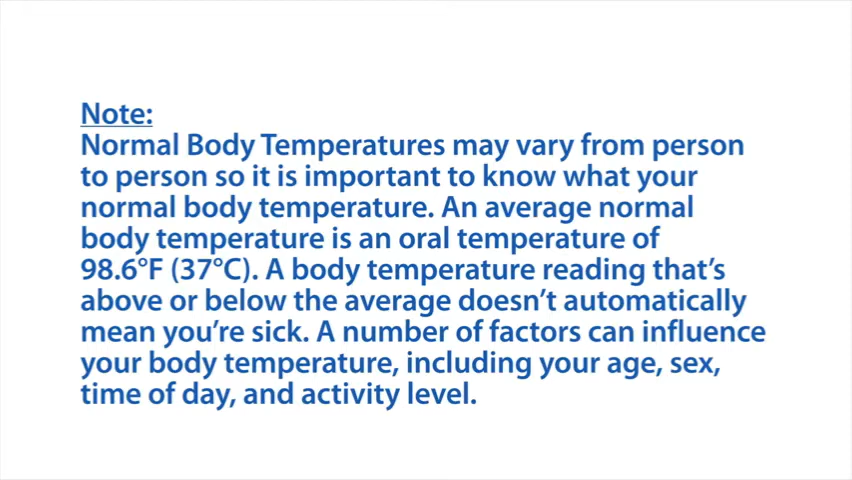 Note:
Normal Body Temperatures may vary from person
to person so it is important to know what your
normal body temperature. An average normal
body temperature is an oral temperature of
98.6°F (37°C). A body temperature reading that’s
above or below the average doesn’t automatically
mean you’re sick. A number of factors can influence
your body temperature, including your age, sex,
time of day, and activity level.